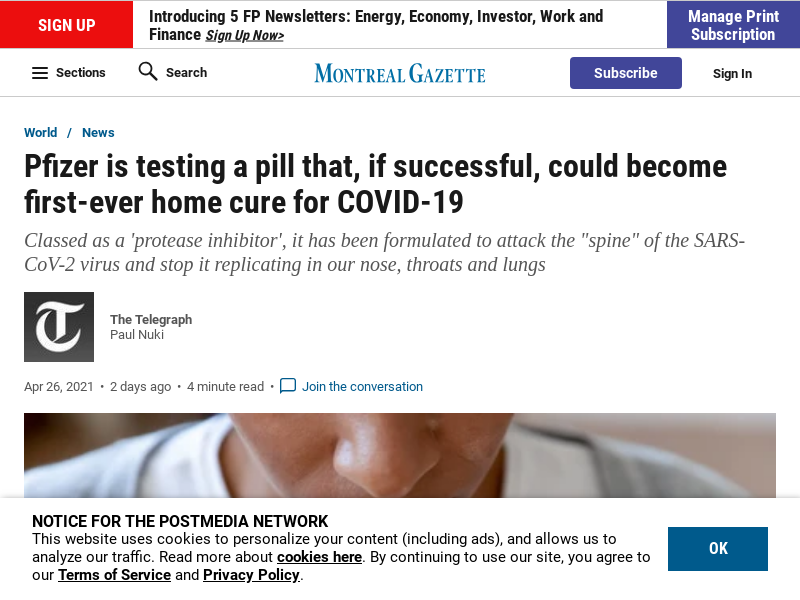 SIGN UP
Introducing 5 FP Newsletters: Energy, Economy, Investor, Work and
Finance Sign Up Now>
Manage Print
Subscription
Sections
Search
MONTREAL GAZETTE
Subscribe
Sign In
World / News
Pfizer is testing a pill that, if successful, could become
first-ever home cure for COVID-19
Classed as a 'protease inhibitor', it has been formulated to attack the "spine" of the SARS-
CoV-2 virus and stop it replicating in our nose, throats and lungs
T
The Telegraph
Paul Nuki
Apr 26, 2021 • 2 days ago • 4 minute read • Join the conversation
NOTICE FOR THE POSTMEDIA NETWORK
This website uses cookies to personalize your content (including ads), and allows us to
analyze our traffic. Read more about cookies here. By continuing to use our site, you agree to
our Terms of Service and Privacy Policy.
OK